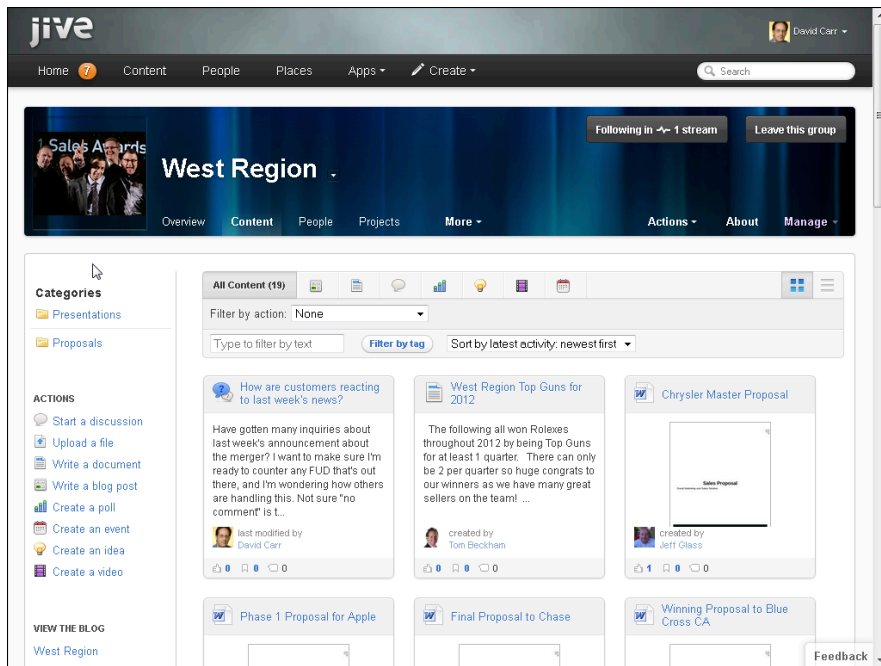 jive
David Carr
Home 7 Content People Places Apps Create
Search
1 Sales Awards
West Region
Following in 1 stream
Leave this group
Overview Content People Projects More Actions About Manage
Categories
Presentations
Proposals
ACTIONS
Start a discussion
Upload a file
Write a document
Write a blog post
Create a poll
Create an event
Create an idea
Create a video
VIEW THE BLOG
West Region
All Content (19)
Filter by action: None
Type to filter by text Filter by tag Sort by latest activity: newest first
How are customers reacting
to last week's news?
Have gotten many inquiries about
last week's announcement about
the merger? I want to make sure I'm
ready to counter any FUD that's out
there, and I'm wondering how others
are handling this. Not sure "no
comment" is t...
last modified by
David Carr
0 0 0
West Region Top Guns for
2012
The following all won Rolexes
throughout 2012 by being Top Guns
for at least 1 quarter. There can only
be 2 per quarter so huge congrats to
our winners as we have many great
sellers on the team! ...
created by
Tom Beckham
0 0 0
Chrysler Master Proposal
Sales Proposal
created by
Jeff Glass
1 0 0
Phase 1 Proposal for Apple
Final Proposal to Chase
Winning Proposal to Blue
Cross CA
Feedback